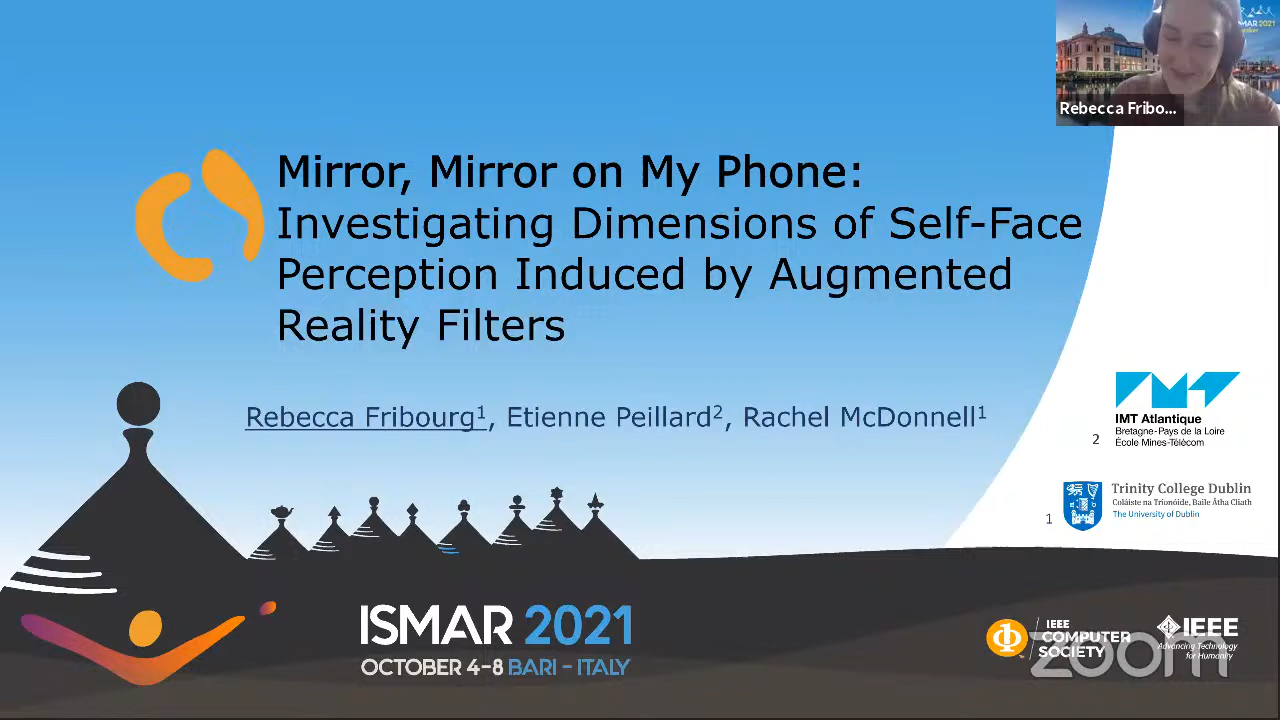 MAR 2021
Rebecca Fribo...
Mirror, Mirror on My Phone:
Investigating Dimensions of Self-Face
Perception Induced by Augmented
Reality Filters
Rebecca Fribourg¹, Etienne Peillard², Rachel McDonnell¹
IMT Atlantique
Bretagne-Pays de la Loire
École Mines-Télécom
2
Trinity College Dublin
Coláiste na Tríonóide, Baile Átha Cliath
The University of Dublin
1
ISMAR 2021
OCTOBER 4-8 BARI - ITALY
IEEE
COMPUTER
SOCIETY
IEEE
Advancing Technology
for Humanity
zoom